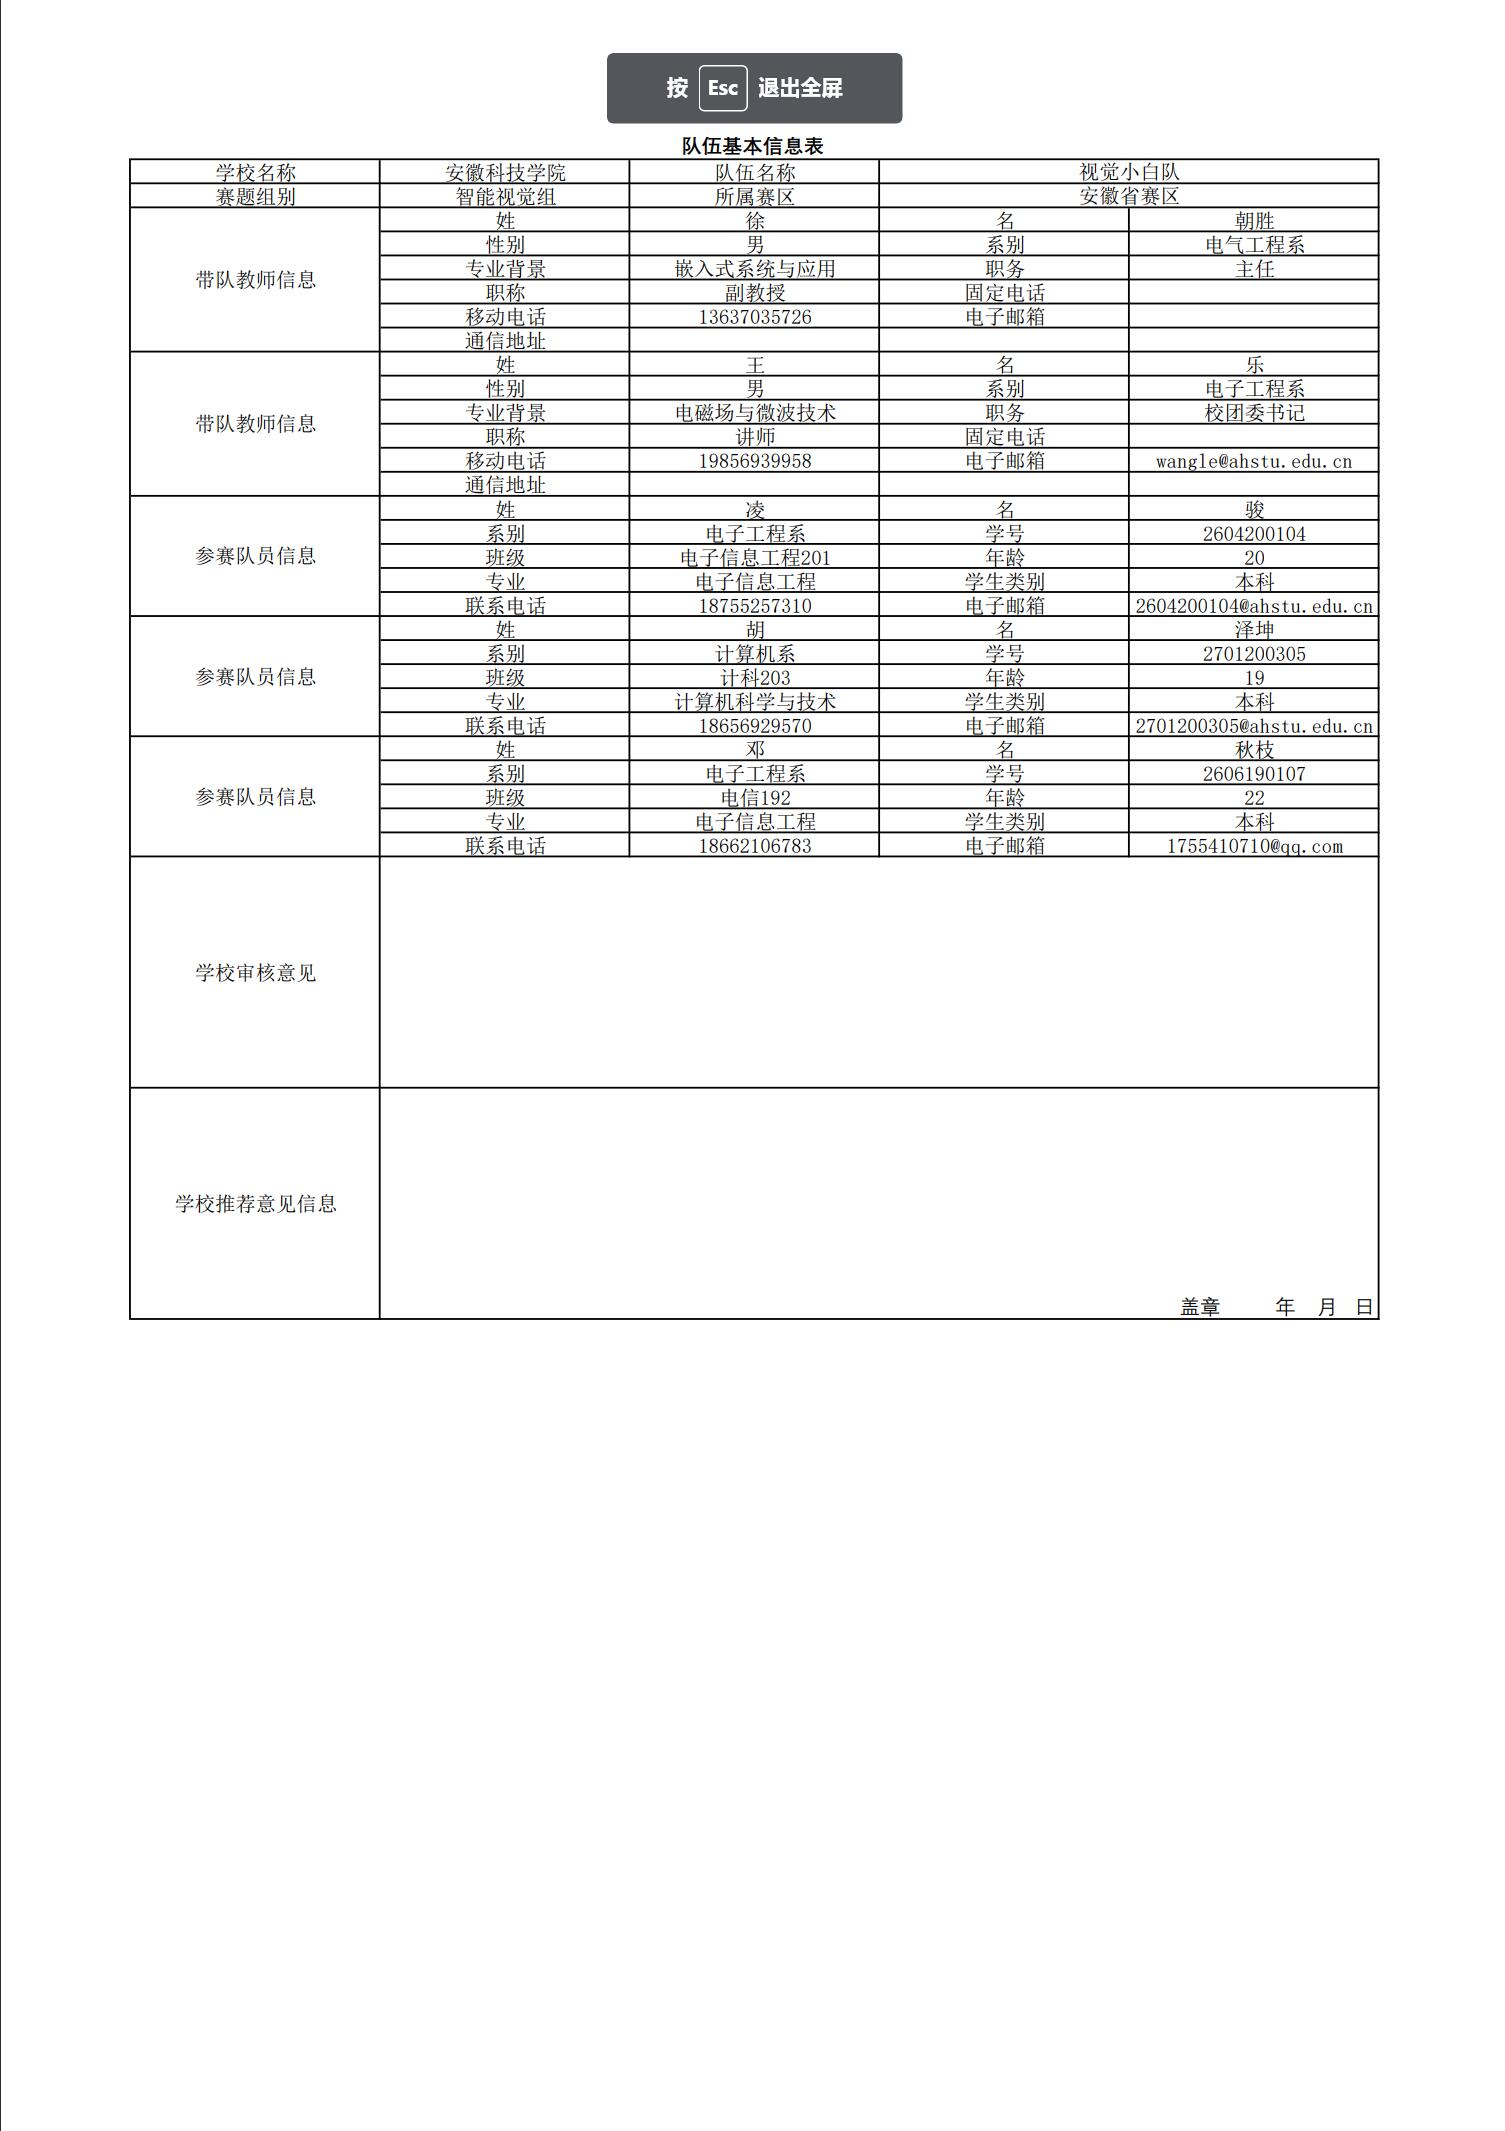 按 Esc 退出全屏
队伍基本信息表
学校名称 安徽科技学院 队伍名称 视觉小白队
赛题组别 智能视觉组 所属赛区 安徽省赛区
带队教师信息
姓 徐 名 朝胜
性别 男 系别 电气工程系
专业背景 嵌入式系统与应用 职务 主任
职称 副教授 固定电话
移动电话 13637035726 电子邮箱
通信地址
带队教师信息
姓 王 名 乐
性别 男 系别 电子工程系
专业背景 电磁场与微波技术 职务 校团委书记
职称 讲师 固定电话
移动电话 19856939958 电子邮箱 wangle@ahstu.edu.cn
通信地址
参赛队员信息
姓 凌 名 骏
系别 电子工程系 学号 2604200104
班级 电子信息工程201 年龄 20
专业 电子信息工程 学生类别 本科
联系电话 18755257310 电子邮箱 2604200104@ahstu.edu.cn
参赛队员信息
姓 胡 名 泽坤
系别 计算机系 学号 2701200305
班级 计科203 年龄 19
专业 计算机科学与技术 学生类别 本科
联系电话 18656929570 电子邮箱 2701200305@ahstu.edu.cn
参赛队员信息
姓 邓 名 秋枝
系别 电子工程系 学号 2606190107
班级 电信192 年龄 22
专业 电子信息工程 学生类别 本科
联系电话 18662106783 电子邮箱 1755410710@qq.com
学校审核意见
学校推荐意见信息
盖章 年 月 日